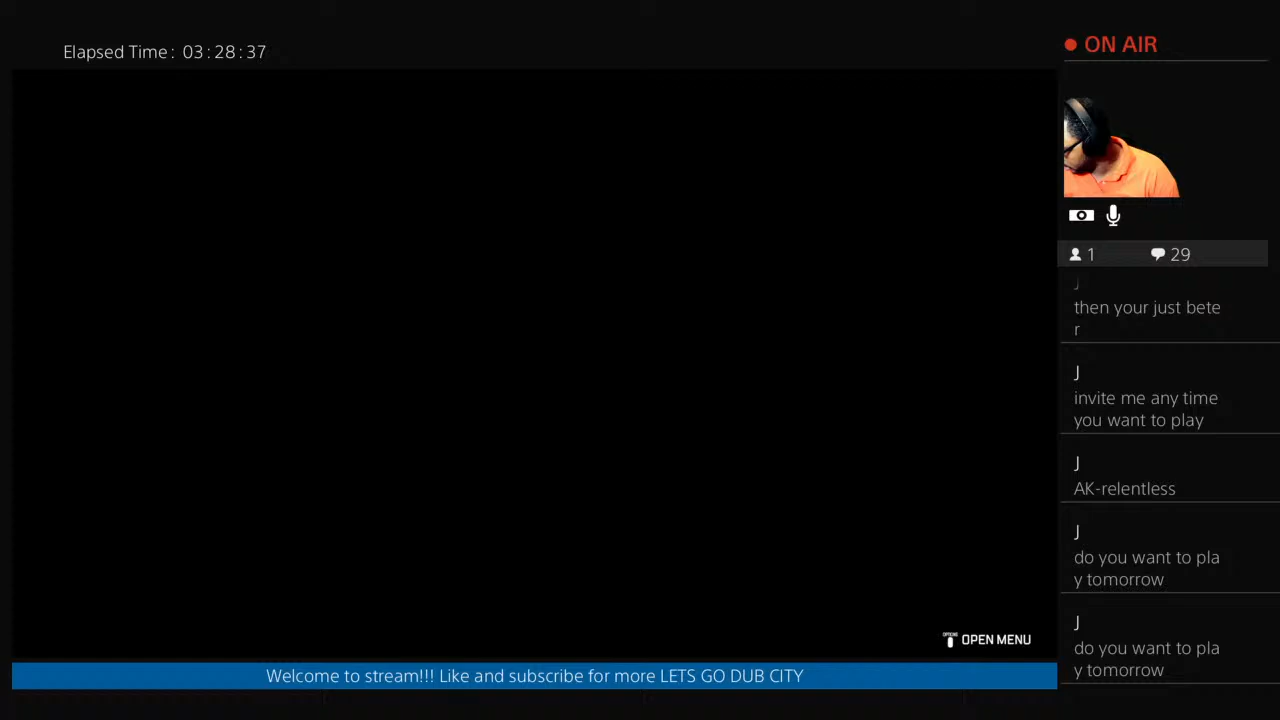 Elapsed Time: 03:28:37
ON AIR
1 29
J
then your just bete
r
J
invite me any time
you want to play
J
AK-relentless
J
do you want to pla
y tomorrow
J
do you want to pla
y tomorrow
OPTIONS OPEN MENU
Welcome to stream!!! Like and subscribe for more LETS GO DUB CITY